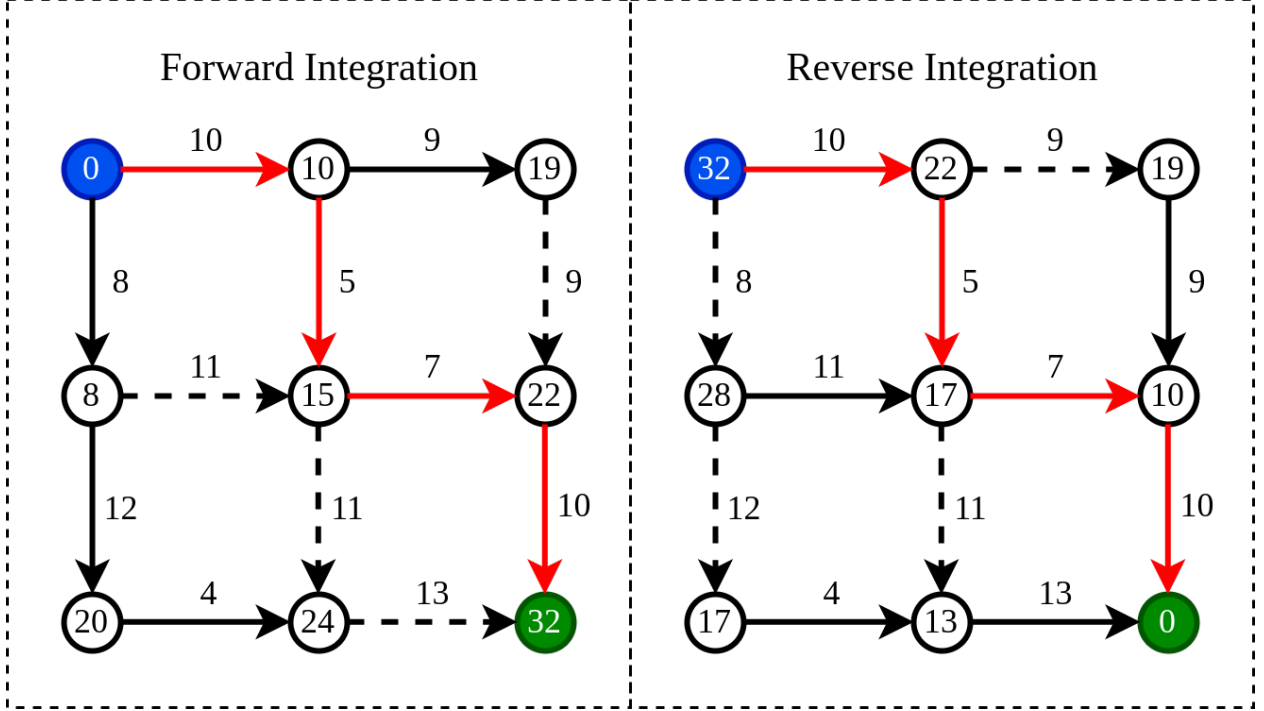 Forward Integration
10 9
0 10 19
8 5 9
11 7
8 15 22
12 11 10
4 13
20 24 32
Reverse Integration
10 9
32 22 19
8 5 9
11 7
28 17 10
12 11 10
4 13
17 13 0